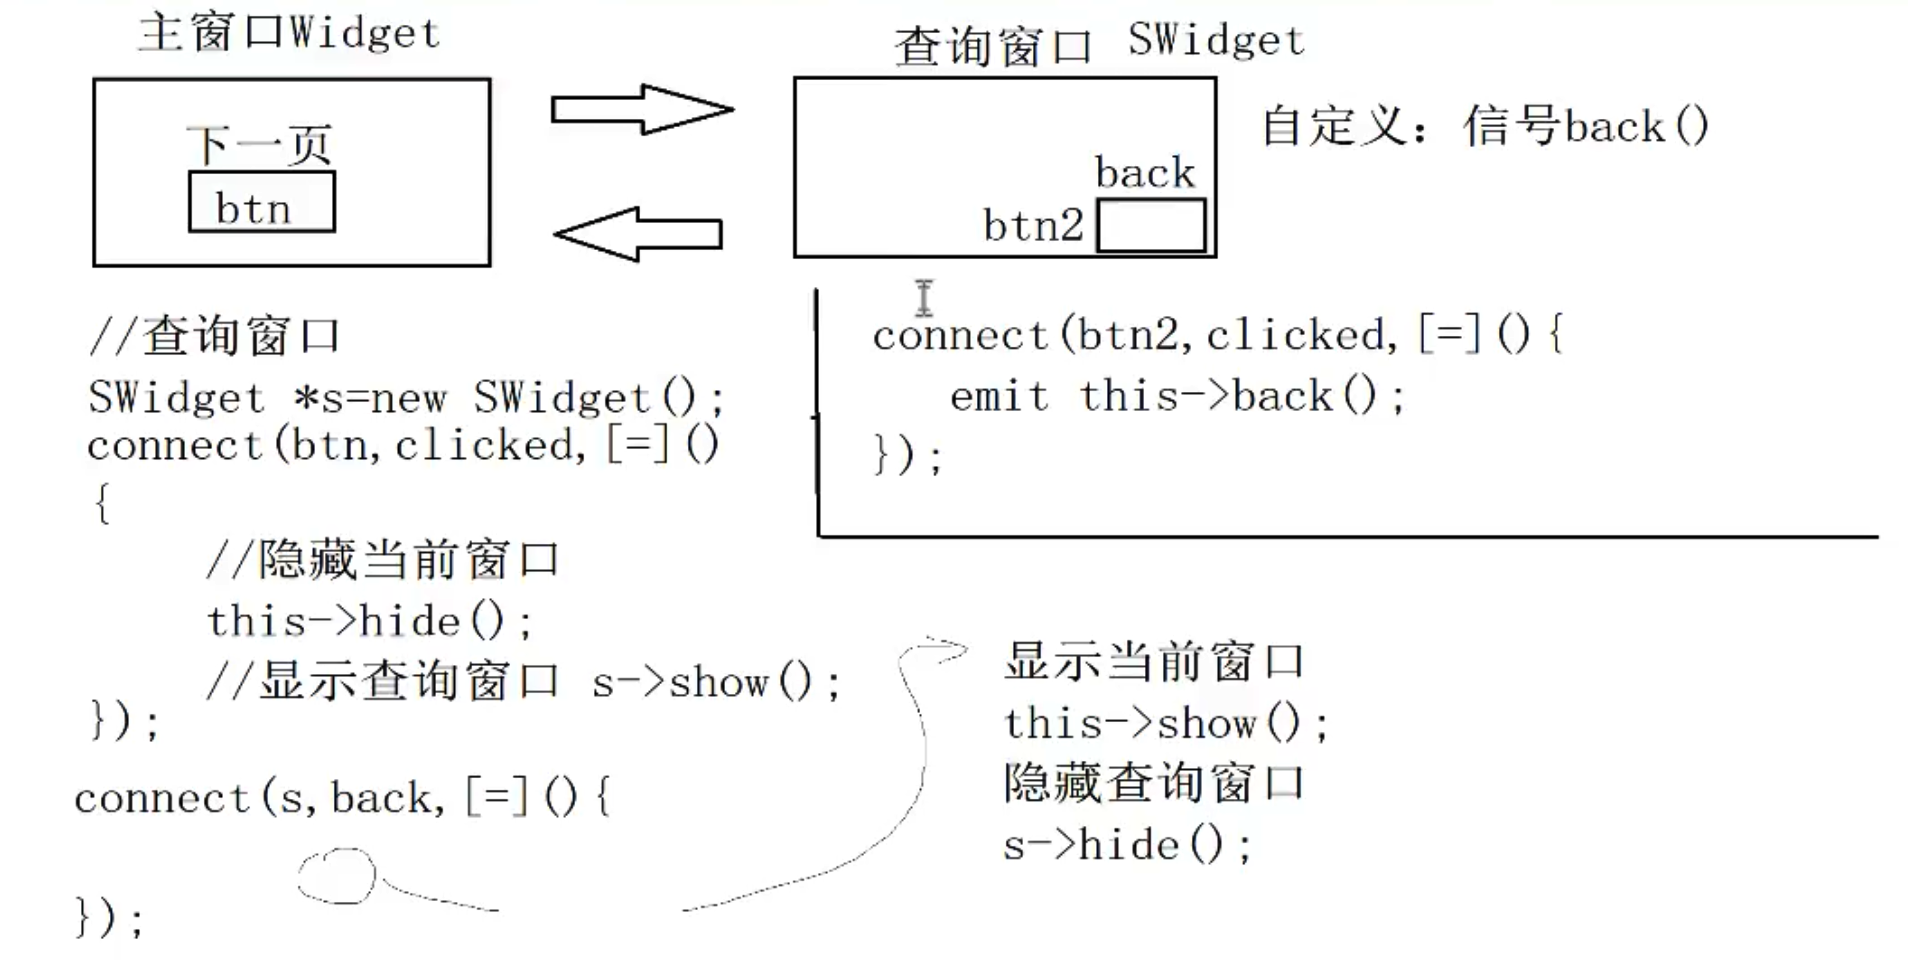 主窗口Widget
下一页
btn
查询窗口 SWidget
自定义：信号back()
back
btn2
//查询窗口
SWidget *s=new SWidget();
connect(btn,clicked,[=]()
{
//隐藏当前窗口
this->hide();
//显示查询窗口 s->show();
});
connect(s,back,[=](){
});
connect(btn2,clicked,[=](){
emit this->back();
});
显示当前窗口
this->show();
隐藏查询窗口
s->hide();